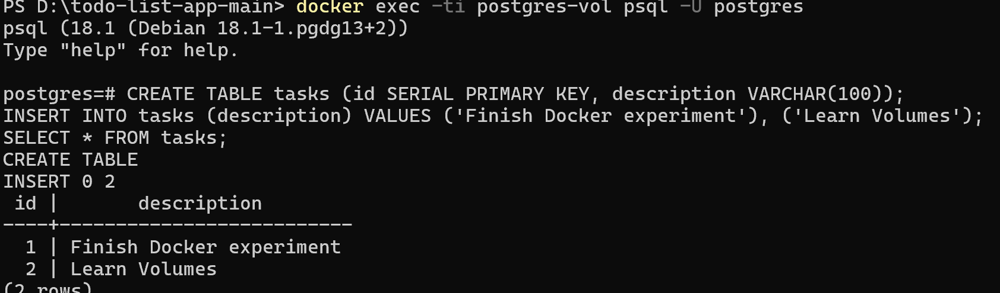 PS D:\todo-list-app-main> docker exec -ti postgres-vol psql -U postgres
psql (18.1 (Debian 18.1-1.pgdg13+2))
Type "help" for help.
postgres=# CREATE TABLE tasks (id SERIAL PRIMARY KEY, description VARCHAR(100));
INSERT INTO tasks (description) VALUES ('Finish Docker experiment'), ('Learn Volumes');
SELECT * FROM tasks;
CREATE TABLE
INSERT 0 2
 id |       description
----+--------------------------
  1 | Finish Docker experiment
  2 | Learn Volumes
(2 rows)